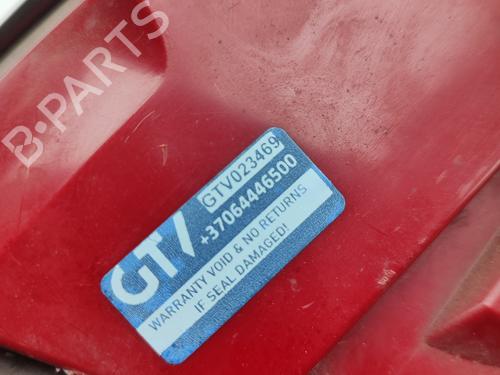 B-PARTS
GTV
GTV023469
+37064446500
WARRANTY VOID & NO RETURNS
IF SEAL DAMAGED!